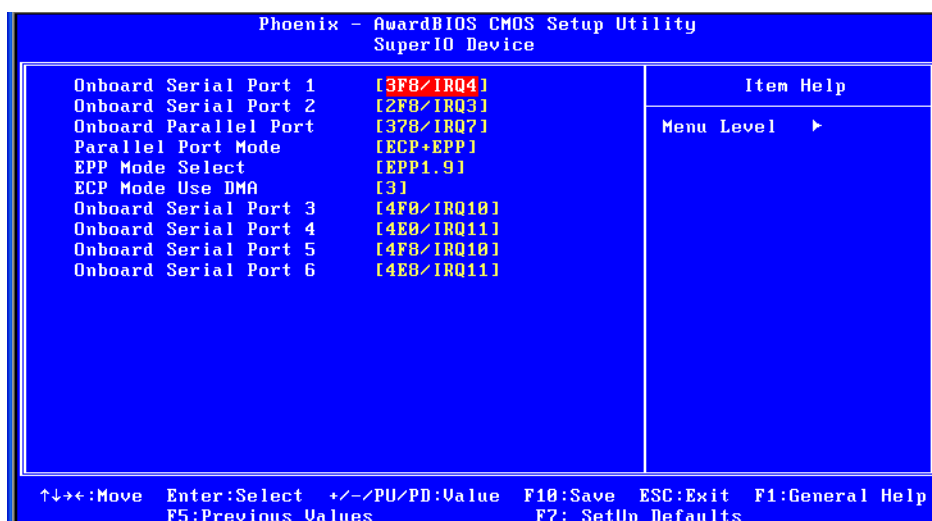 Phoenix - AwardBIOS CMOS Setup Utility
SuperIO Device
Onboard Serial Port 1 [3F8/IRQ4]
Onboard Serial Port 2 [2F8/IRQ3]
Onboard Parallel Port [378/IRQ7]
Parallel Port Mode [ECP+EPP]
EPP Mode Select [EPP1.9]
ECP Mode Use DMA [3]
Onboard Serial Port 3 [4F0/IRQ10]
Onboard Serial Port 4 [4E0/IRQ11]
Onboard Serial Port 5 [4F8/IRQ10]
Onboard Serial Port 6 [4E8/IRQ11]
Item Help
Menu Level ►
↑↓→←:Move Enter:Select +/-/PU/PD:Value F10:Save ESC:Exit F1:General Help
F5:Previous Values F7: SetUp Defaults